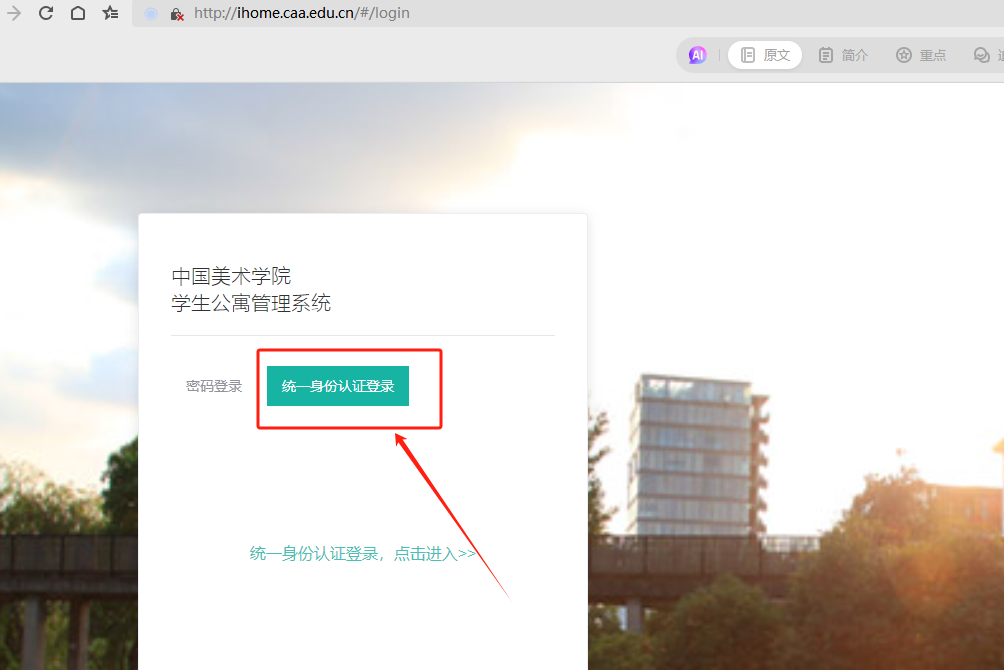 http://ihome.caa.edu.cn/#/login
AI 原文 简介 重点
中国美术学院
学生公寓管理系统
密码登录 统一身份认证登录
统一身份认证登录，点击进入>>